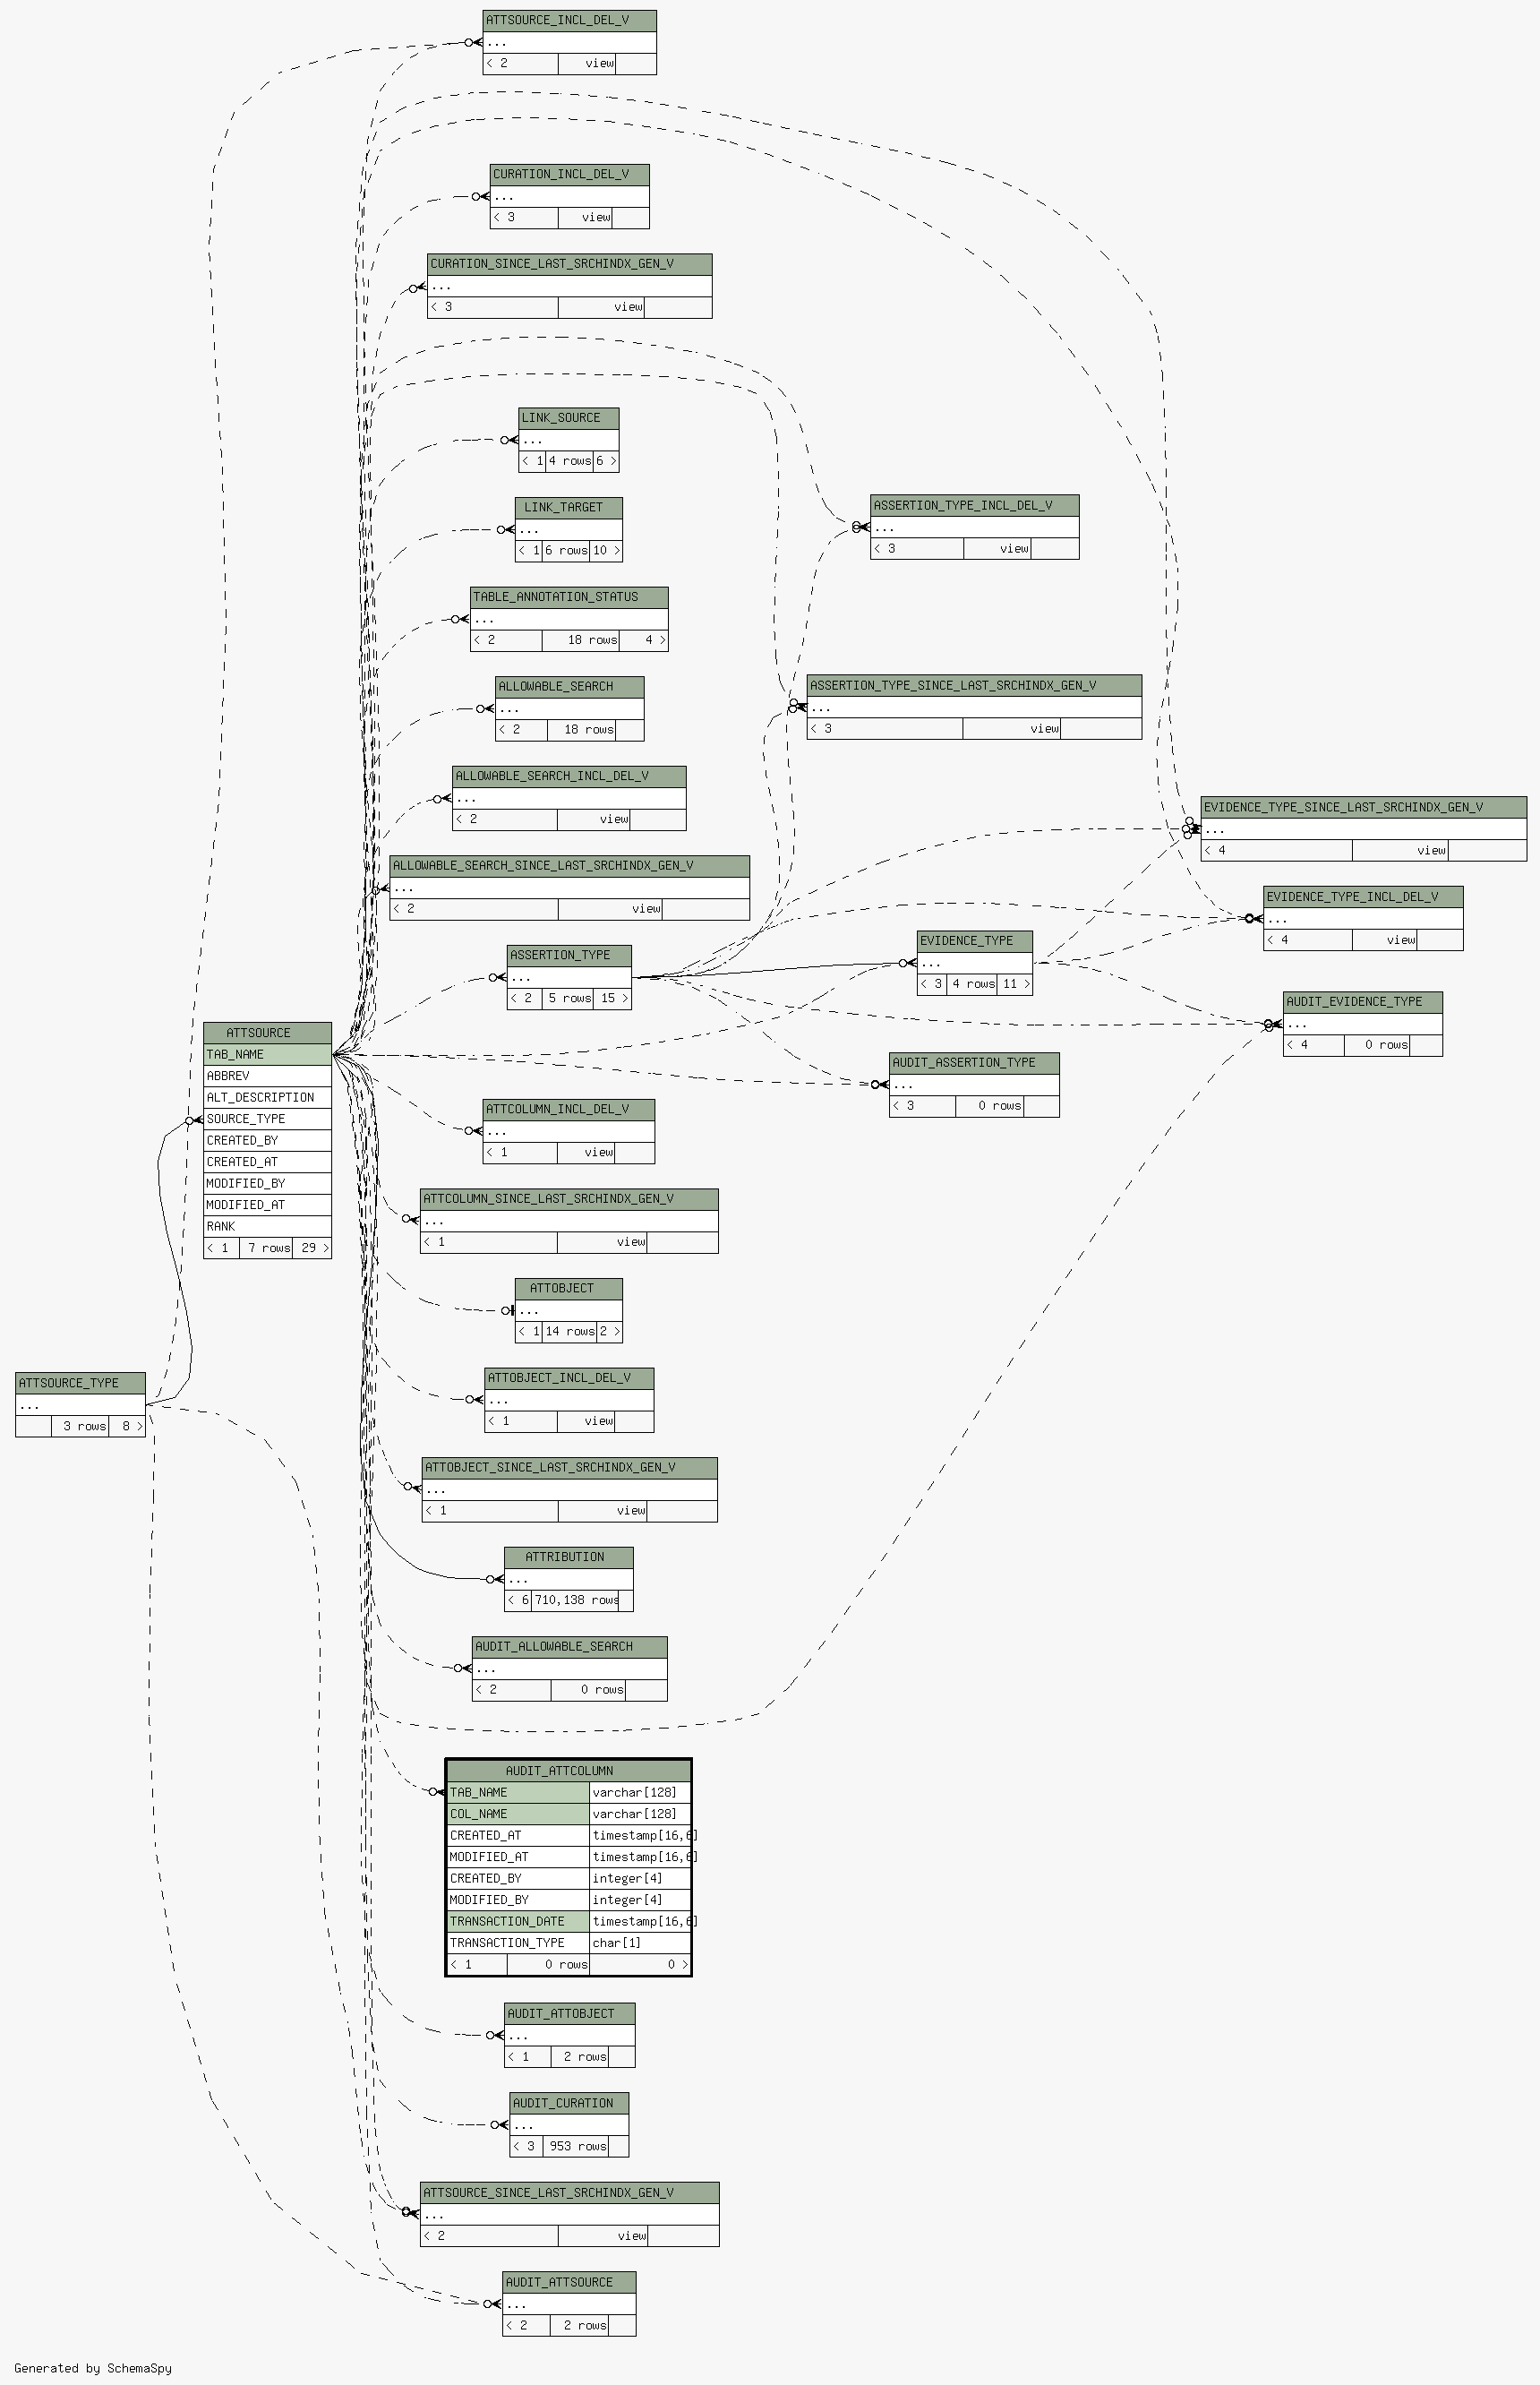 ATTSOURCE_INCL_DEL_V
...
< 2 view
CURATION_INCL_DEL_V
...
< 3 view
CURATION_SINCE_LAST_SRCHINDX_GEN_V
...
< 3 view
LINK_SOURCE
...
< 1 4 rows 6 >
LINK_TARGET
...
< 1 6 rows 10 >
ASSERTION_TYPE_INCL_DEL_V
...
< 3 view
TABLE_ANNOTATION_STATUS
...
< 2 18 rows 4 >
ALLOWABLE_SEARCH
...
< 2 18 rows
ASSERTION_TYPE_SINCE_LAST_SRCHINDX_GEN_V
...
< 3 view
ALLOWABLE_SEARCH_INCL_DEL_V
...
< 2 view
EVIDENCE_TYPE_SINCE_LAST_SRCHINDX_GEN_V
...
< 4 view
ALLOWABLE_SEARCH_SINCE_LAST_SRCHINDX_GEN_V
...
< 2 view
EVIDENCE_TYPE_INCL_DEL_V
...
< 4 view
ASSERTION_TYPE
...
< 2 5 rows 15 >
EVIDENCE_TYPE
...
< 3 4 rows 11 >
AUDIT_EVIDENCE_TYPE
...
< 4 0 rows
ATTSOURCE
TAB_NAME
ABBREV
ALT_DESCRIPTION
SOURCE_TYPE
CREATED_BY
CREATED_AT
MODIFIED_BY
MODIFIED_AT
RANK
< 1 7 rows 29 >
AUDIT_ASSERTION_TYPE
...
< 3 0 rows
ATTCOLUMN_INCL_DEL_V
...
< 1 view
ATTCOLUMN_SINCE_LAST_SRCHINDX_GEN_V
...
< 1 view
ATTOBJECT
...
< 1 14 rows 2 >
ATTSOURCE_TYPE
...
3 rows 8 >
ATTOBJECT_INCL_DEL_V
...
< 1 view
ATTOBJECT_SINCE_LAST_SRCHINDX_GEN_V
...
< 1 view
ATTRIBUTION
...
< 6 710,138 rows
AUDIT_ALLOWABLE_SEARCH
...
< 2 0 rows
AUDIT_ATTCOLUMN
TAB_NAME varchar[128]
COL_NAME varchar[128]
CREATED_AT timestamp[16,6]
MODIFIED_AT timestamp[16,6]
CREATED_BY integer[4]
MODIFIED_BY integer[4]
TRANSACTION_DATE timestamp[16,6]
TRANSACTION_TYPE char[1]
< 1 0 rows 0 >
AUDIT_ATTOBJECT
...
< 1 2 rows
AUDIT_CURATION
...
< 3 953 rows
ATTSOURCE_SINCE_LAST_SRCHINDX_GEN_V
...
< 2 view
AUDIT_ATTSOURCE
...
< 2 2 rows
Generated by SchemaSpy